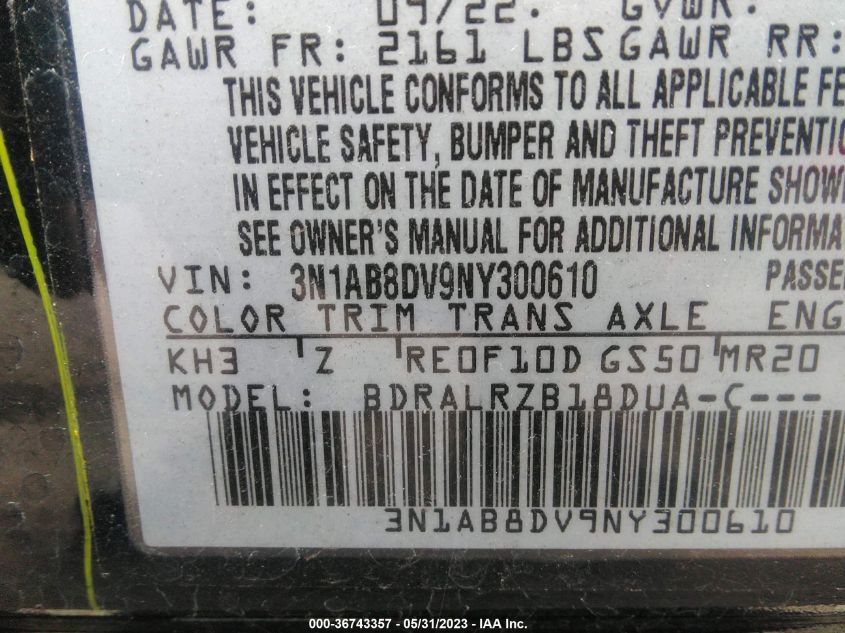 DATE: 09/22. GVWR:
GAWR FR: 2161 LBS GAWR RR:
THIS VEHICLE CONFORMS TO ALL APPLICABLE FE
VEHICLE SAFETY, BUMPER AND THEFT PREVENTIO
IN EFFECT ON THE DATE OF MANUFACTURE SHOW
SEE OWNER'S MANUAL FOR ADDITIONAL INFORMA
VIN: 3N1AB8DV9NY300610 PASSE
COLOR TRIM TRANS AXLE ENG
KH3 Z RE0F10D GS50 MR20
MODEL: BDRALRZB18DUA-C---
3N1AB8DV9NY300610
000-36743357 - 05/31/2023 - IAA Inc.